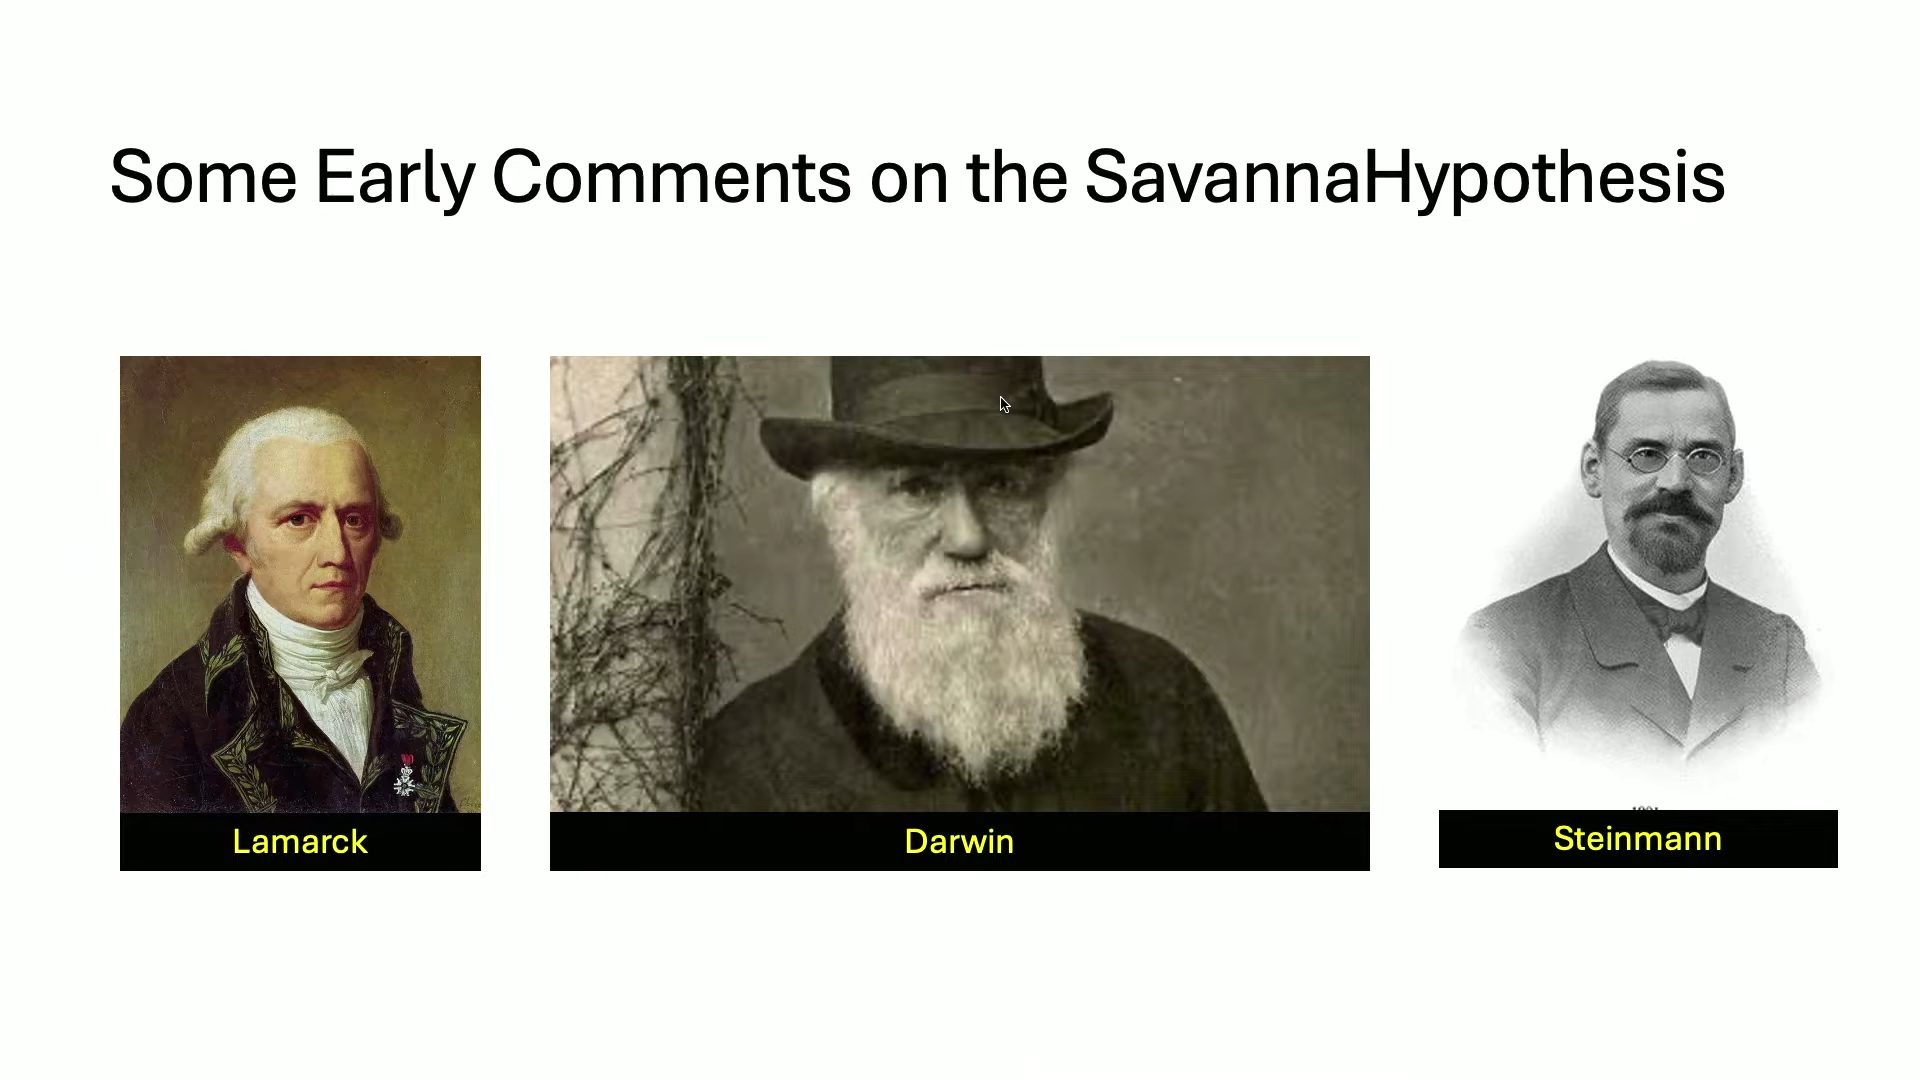 Some Early Comments on the SavannaHypothesis
Lamarck
Darwin
Steinmann